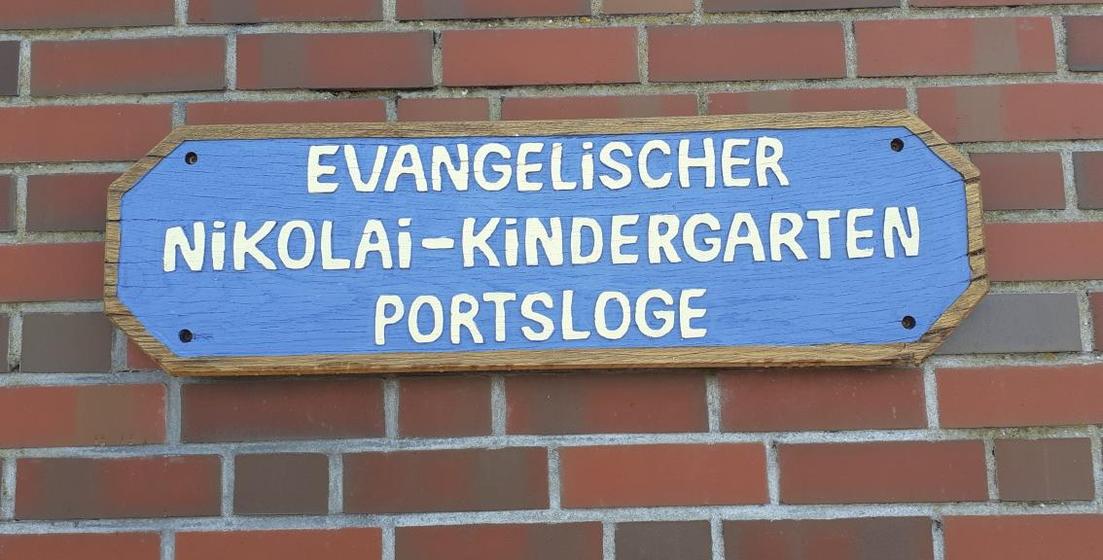 EVANGELiSCHER
NiKOLAi-KiNDERGARTEN
PORTSLOGE